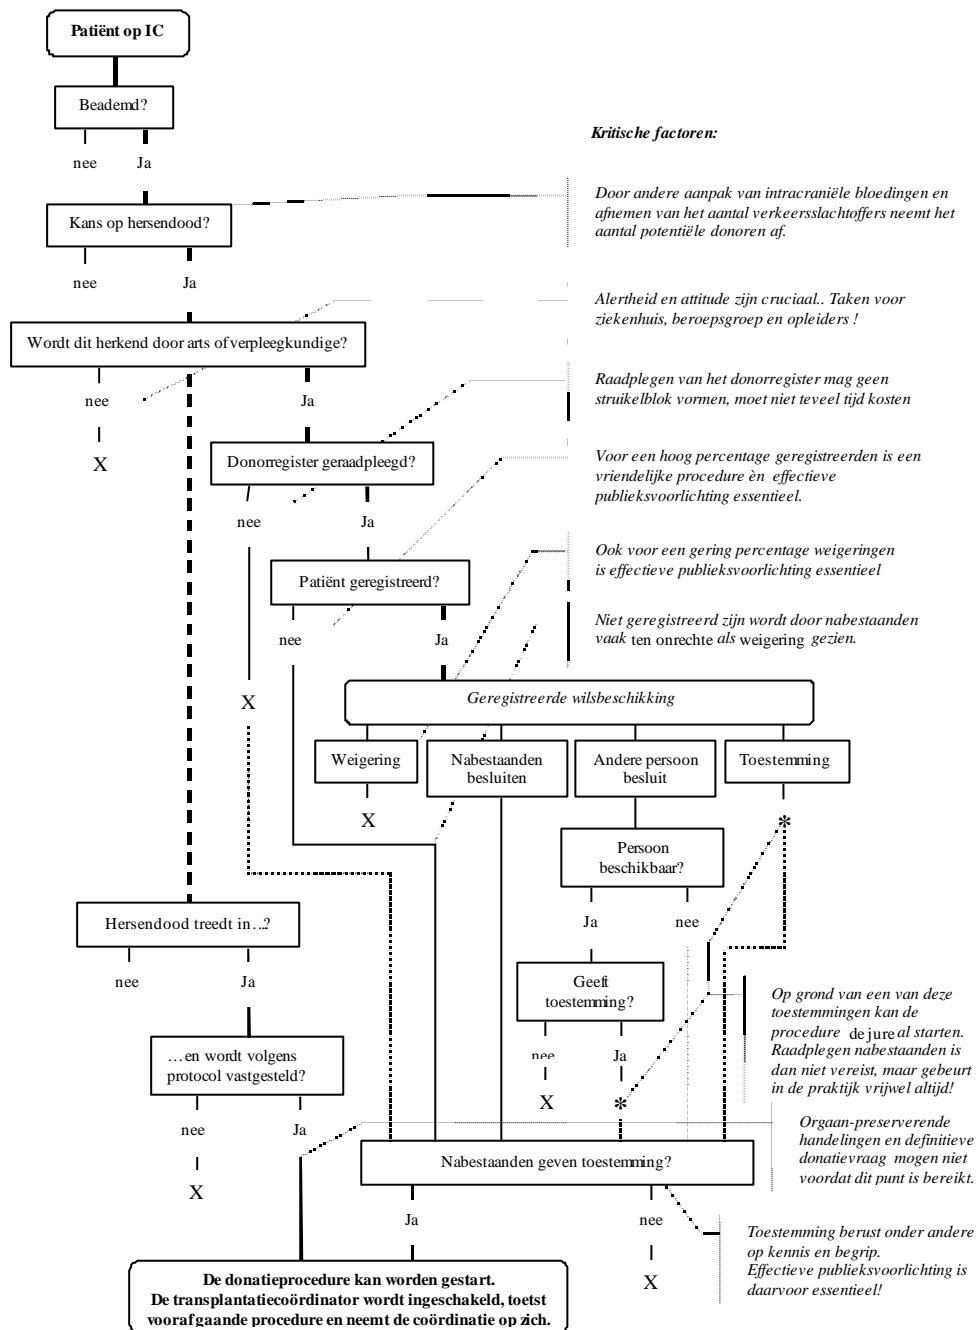 Patiënt op IC
Beademd?
nee
Ja
Kritische factoren:
Kans op hersendood?
Door andere aanpak van intracraniële bloedingen en
afnemen van het aantal verkeersslachtoffers neemt het
aantal potentiële donoren af.
nee
Ja
Alertheid en attitude zijn cruciaal.. Taken voor
ziekenhuis, beroepsgroep en opleiders !
Wordt dit herkend door arts of verpleegkundige?
nee
Ja
X
Raadplegen van het donorregister mag geen
struikelblok vormen, moet niet teveel tijd kosten
Donorregister geraadpleegd?
Voor een hoog percentage geregistreerden is een
vriendelijke procedure èn effectieve
publieksvoorlichting essentieel.
nee
Ja
Ook voor een gering percentage weigeringen
is effectieve publieksvoorlichting essentieel
Patiënt geregistreerd?
nee
Ja
Niet geregistreerd zijn wordt door nabestaanden
vaak ten onrechte als weigering gezien.
X
Geregistreerde wilsbeschikking
Weigering
Nabestaanden
besluiten
Andere persoon
besluit
Toestemming
X
*
Persoon
beschikbaar?
Ja
nee
Hersendood treedt in...?
nee
Ja
Geeft
toestemming?
nee
Ja
X
*
Op grond van een van deze
toestemmingen kan de
procedure de jure al starten.
Raadplegen nabestaanden is
dan niet vereist, maar gebeurt
in de praktijk vrijwel altijd!
…en wordt volgens
protocol vastgesteld?
nee
Ja
X
Orgaan-preserverende
handelingen en definitieve
donatievraag mogen niet
voordat dit punt is bereikt.
Nabestaanden geven toestemming?
Ja
nee
X
Toestemming berust onder andere
op kennis en begrip.
Effectieve publieksvoorlichting is
daarvoor essentieel!
De donatieprocedure kan worden gestart.
De transplantatiecoördinator wordt ingeschakeld, toetst
voorafgaande procedure en neemt de coördinatie op zich.